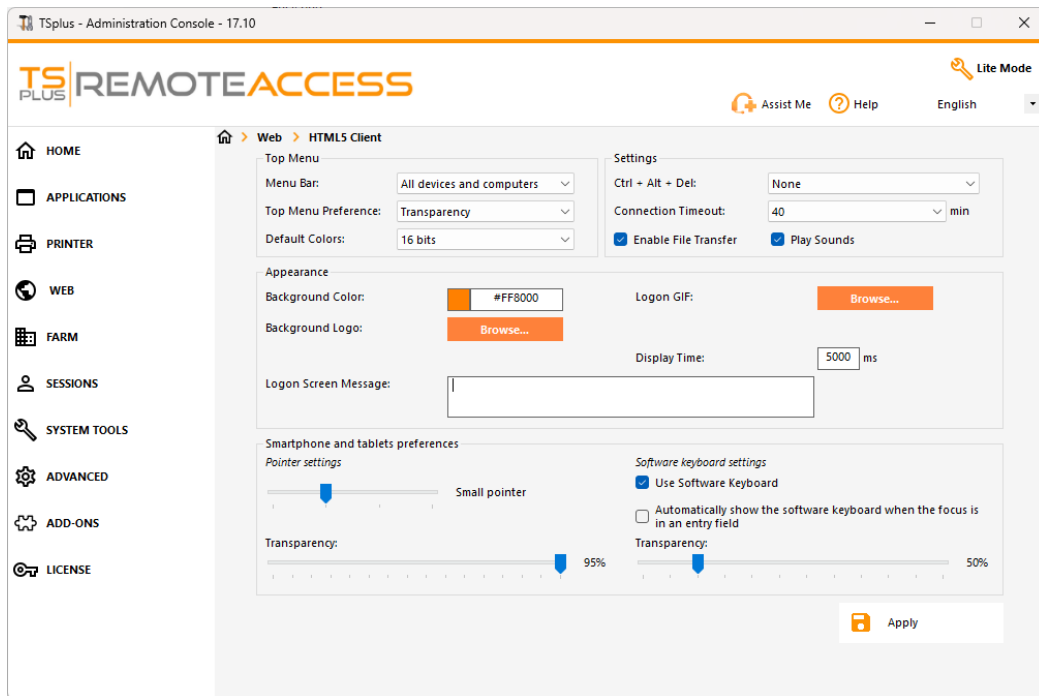 TSplus - Administration Console - 17.10
TS PLUS REMOTEACCESS
Lite Mode
Assist Me
Help
English
HOME
APPLICATIONS
PRINTER
WEB
FARM
SESSIONS
SYSTEM TOOLS
ADVANCED
ADD-ONS
LICENSE
Web > HTML5 Client
Top Menu
Menu Bar: All devices and computers
Top Menu Preference: Transparency
Default Colors: 16 bits
Settings
Ctrl + Alt + Del: None
Connection Timeout: 40 min
Enable File Transfer
Play Sounds
Appearance
Background Color: #FF8000
Logon GIF: Browse...
Background Logo: Browse...
Display Time: 5000 ms
Logon Screen Message:
Smartphone and tablets preferences
Pointer settings
Small pointer
Transparency:
95%
Software keyboard settings
Use Software Keyboard
Automatically show the software keyboard when the focus is
in an entry field
Transparency:
50%
Apply